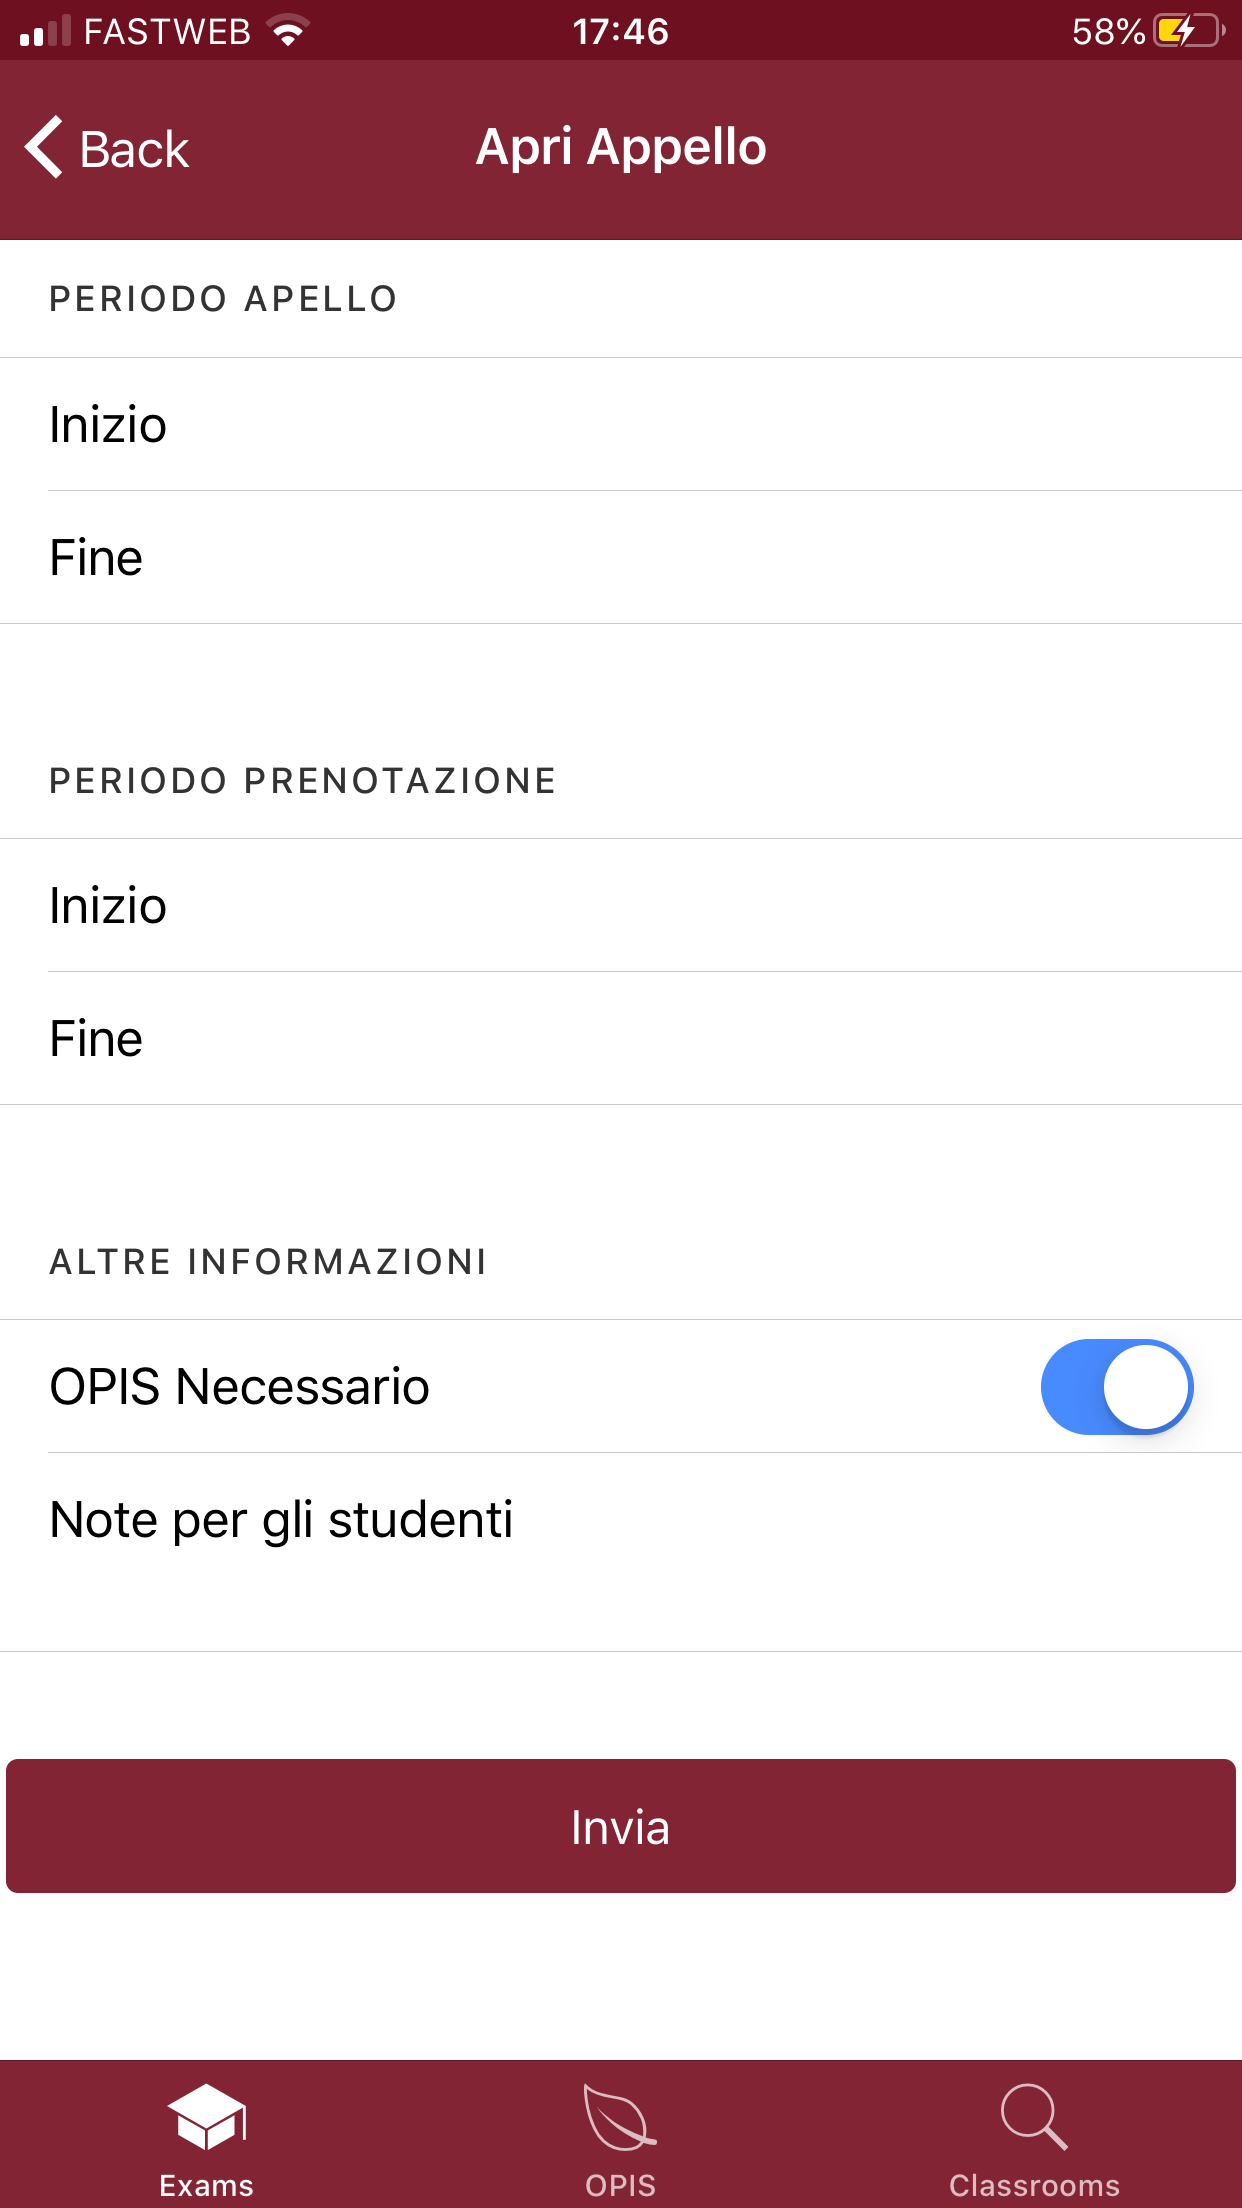 FASTWEB 17:46 58%
Back Apri Appello
PERIODO APELLO
Inizio
Fine
PERIODO PRENOTAZIONE
Inizio
Fine
ALTRE INFORMAZIONI
OPIS Necessario
Note per gli studenti
Invia
Exams OPIS Classrooms